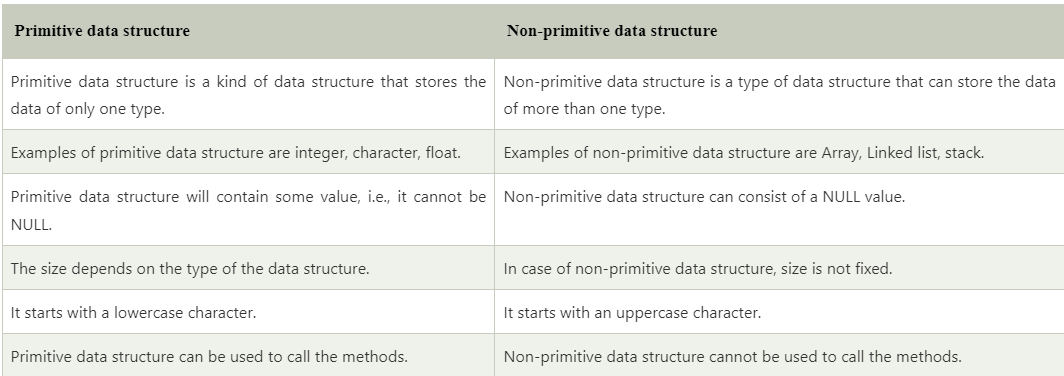 Primitive data structure
Non-primitive data structure
Primitive data structure is a kind of data structure that stores the
data of only one type.
Non-primitive data structure is a type of data structure that can store the data
of more than one type.
Examples of primitive data structure are integer, character, float.
Examples of non-primitive data structure are Array, Linked list, stack.
Primitive data structure will contain some value, i.e., it cannot be
NULL.
Non-primitive data structure can consist of a NULL value.
The size depends on the type of the data structure.
In case of non-primitive data structure, size is not fixed.
It starts with a lowercase character.
It starts with an uppercase character.
Primitive data structure can be used to call the methods.
Non-primitive data structure cannot be used to call the methods.